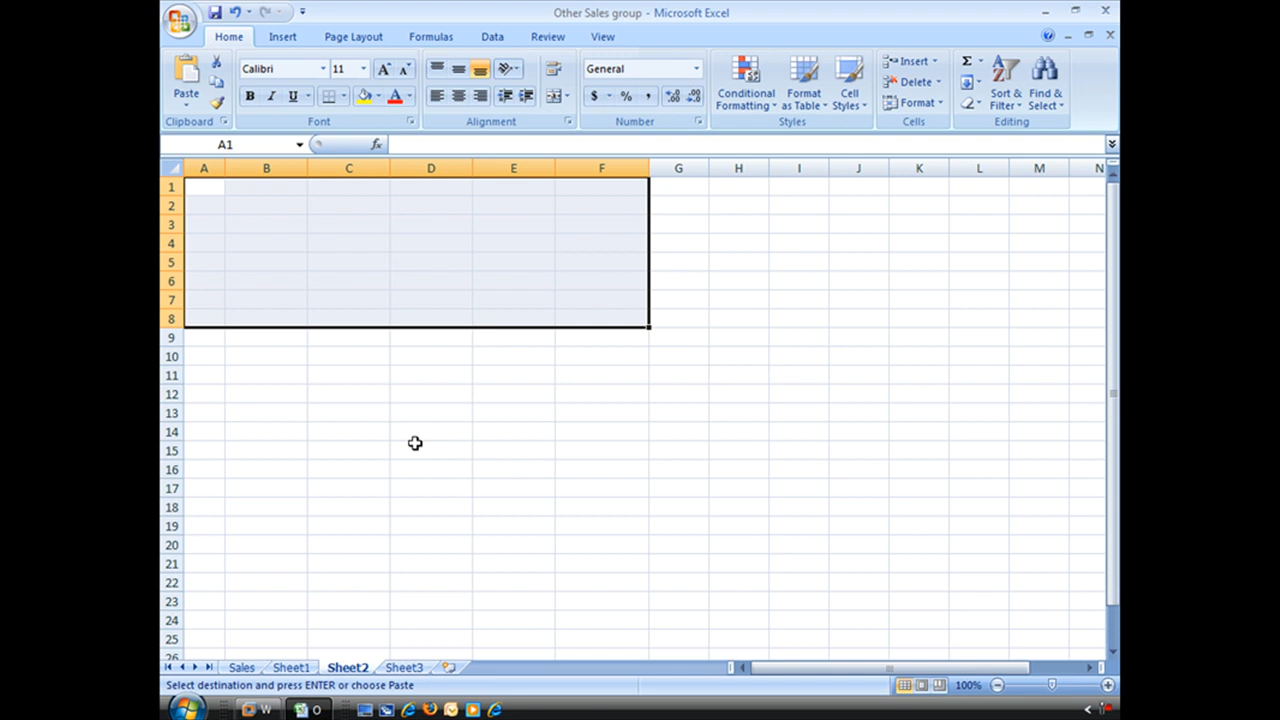 Other Sales group - Microsoft Excel
Home Insert Page Layout Formulas Data Review View
Paste
Calibri 11
B I U
A A
General
$ % ,
Conditional Formatting
Format as Table
Cell Styles
Insert
Delete
Format
Σ
Sort & Filter
Find & Select
Clipboard Font Alignment Number Styles Cells Editing
A1 fx
A B C D E F G H I J K L M N
1
2
3
4
5
6
7
8
9
10
11
12
13
14
15
16
17
18
19
20
21
22
23
24
25
26
Sales Sheet1 Sheet2 Sheet3
Select destination and press ENTER or choose Paste 100%
W O